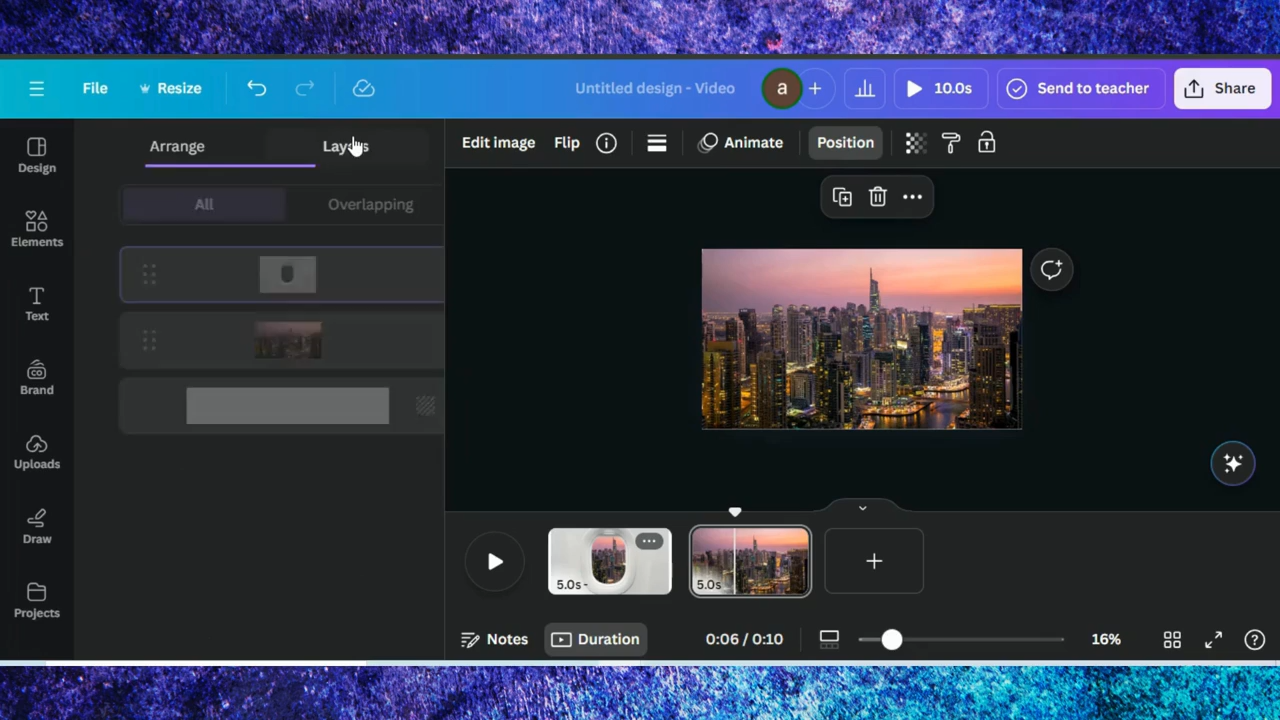 File
Resize
Untitled design - Video
a
10.0s
Send to teacher
Share
Design
Elements
Text
Brand
Uploads
Draw
Projects
Arrange
Layers
All
Overlapping
Edit image
Flip
Animate
Position
5.0s
5.0s
Notes
Duration
0:06 / 0:10
16%